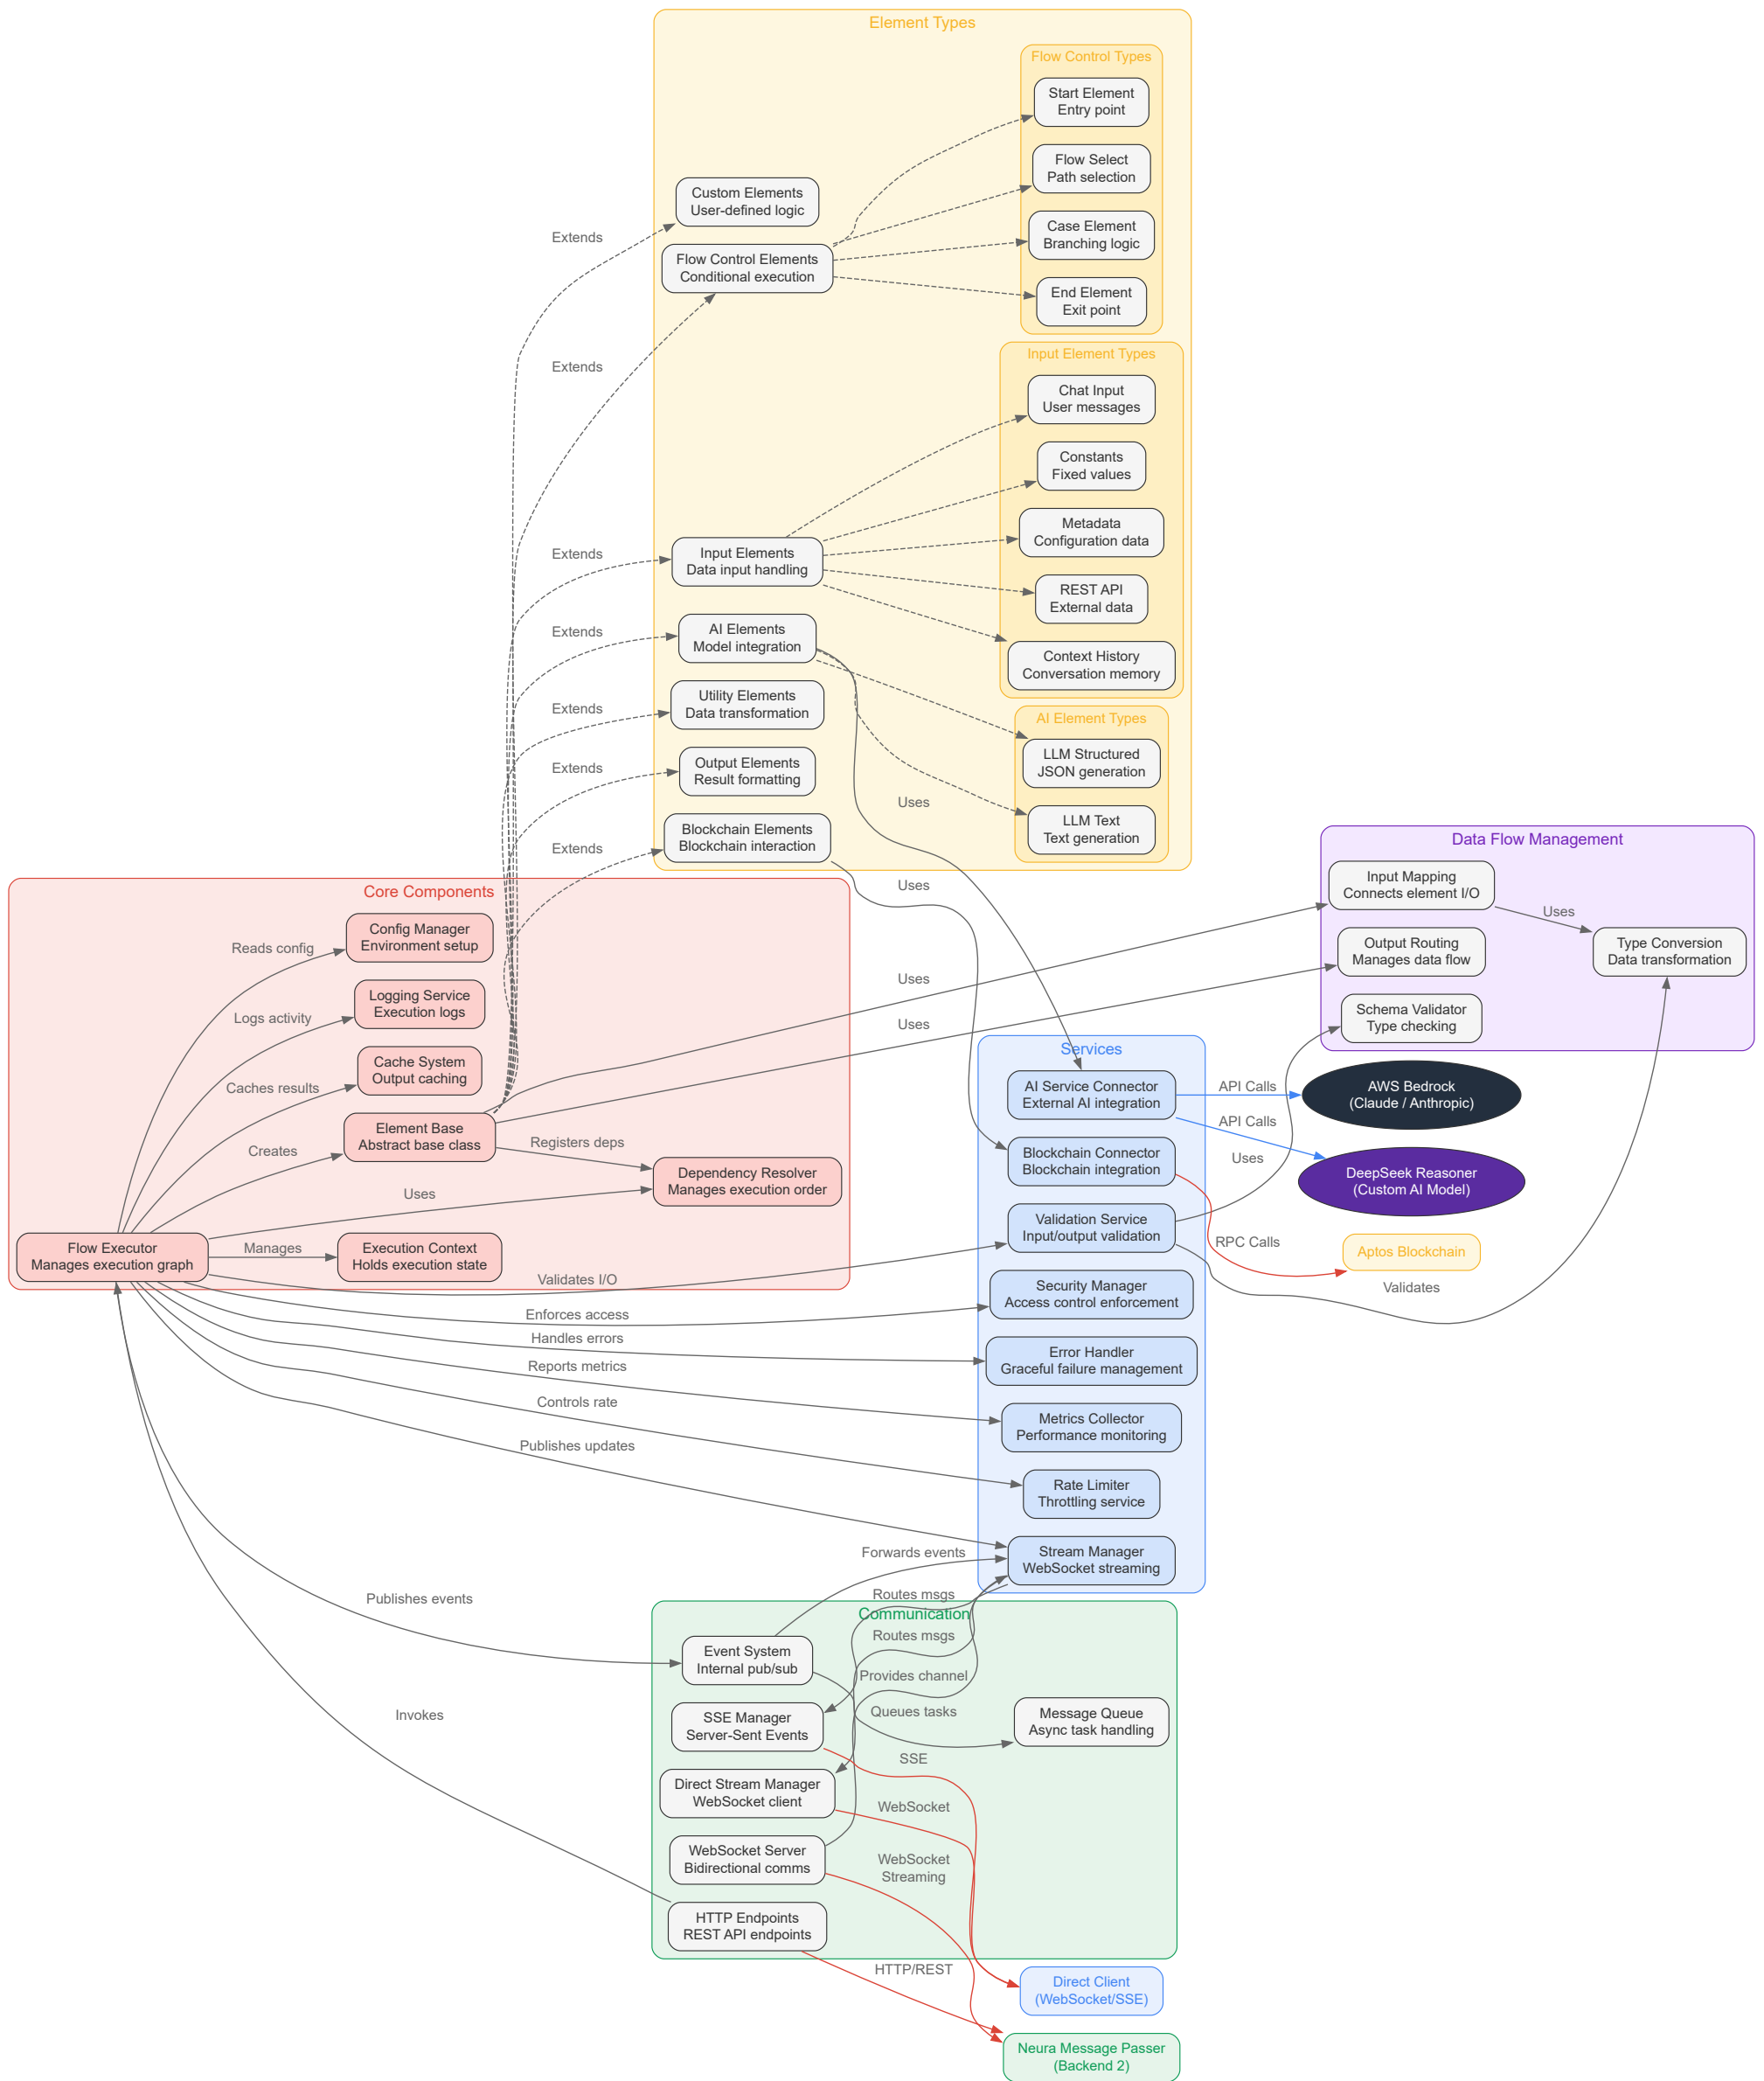 Element Types
Flow Control Types
Start Element
Entry point
Flow Select
Path selection
Case Element
Branching logic
End Element
Exit point
Custom Elements
User-defined logic
Flow Control Elements
Conditional execution
Extends
Extends
Input Element Types
Chat Input
User messages
Constants
Fixed values
Metadata
Configuration data
REST API
External data
Context History
Conversation memory
Extends
Input Elements
Data input handling
Extends
AI Elements
Model integration
Extends
Utility Elements
Data transformation
Extends
Output Elements
Result formatting
Extends
Blockchain Elements
Blockchain interaction
AI Element Types
LLM Structured
JSON generation
LLM Text
Text generation
Uses
Uses
Data Flow Management
Input Mapping
Connects element I/O
Uses
Output Routing
Manages data flow
Type Conversion
Data transformation
Schema Validator
Type checking
Core Components
Reads config
Config Manager
Environment setup
Logs activity
Logging Service
Execution logs
Caches results
Cache System
Output caching
Creates
Element Base
Abstract base class
Registers deps
Dependency Resolver
Manages execution order
Uses
Flow Executor
Manages execution graph
Manages
Execution Context
Holds execution state
Uses
Uses
Services
AI Service Connector
External AI integration
API Calls
AWS Bedrock
(Claude / Anthropic)
API Calls
DeepSeek Reasoner
(Custom AI Model)
Blockchain Connector
Blockchain integration
Uses
Validation Service
Input/output validation
RPC Calls
Aptos Blockchain
Validates
Validates I/O
Security Manager
Access control enforcement
Enforces access
Handles errors
Error Handler
Graceful failure management
Reports metrics
Metrics Collector
Performance monitoring
Controls rate
Rate Limiter
Throttling service
Publishes updates
Stream Manager
WebSocket streaming
Forwards events
Publishes events
Routes msgs
Communication
Routes msgs
Event System
Internal pub/sub
Provides channel
SSE Manager
Server-Sent Events
Queues tasks
Message Queue
Async task handling
Invokes
SSE
Direct Stream Manager
WebSocket client
WebSocket
WebSocket Server
Bidirectional comms
WebSocket
Streaming
HTTP Endpoints
REST API endpoints
HTTP/REST
Direct Client
(WebSocket/SSE)
Neura Message Passer
(Backend 2)